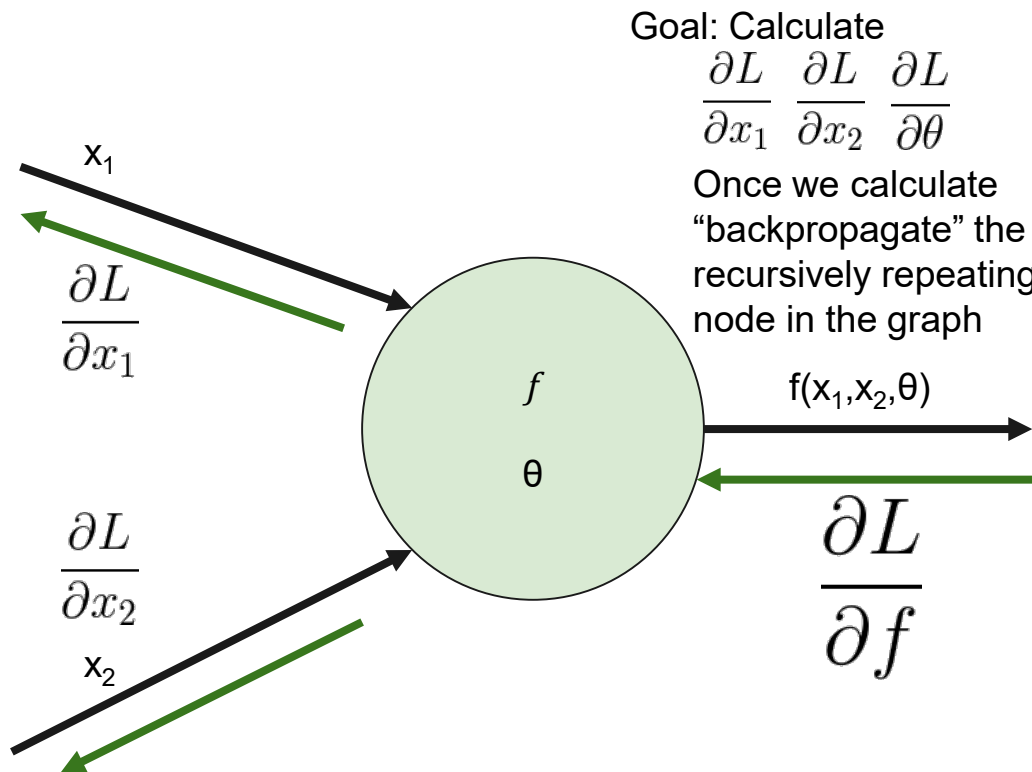 Goal: Calculate
∂L/∂x₁ ∂L/∂x₂ ∂L/∂θ
Once we calculate
“backpropagate” the
recursively repeating
node in the graph
x₁
∂L/∂x₁
f
θ
f(x₁,x₂,θ)
∂L/∂f
∂L/∂x₂
x₂